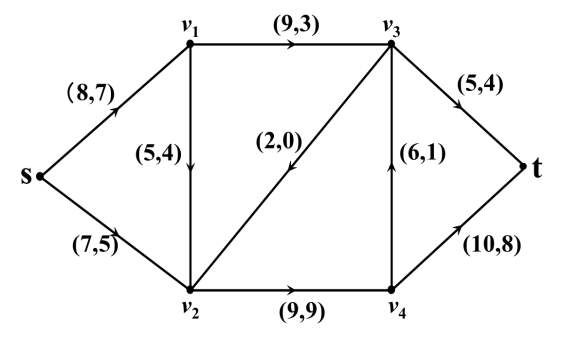 v₁
(9,3)
v₃
（8,7)
(5,4)
(5,4)
(2,0)
(6,1)
s
t
(7,5)
(10,8)
v₂
(9,9)
v₄